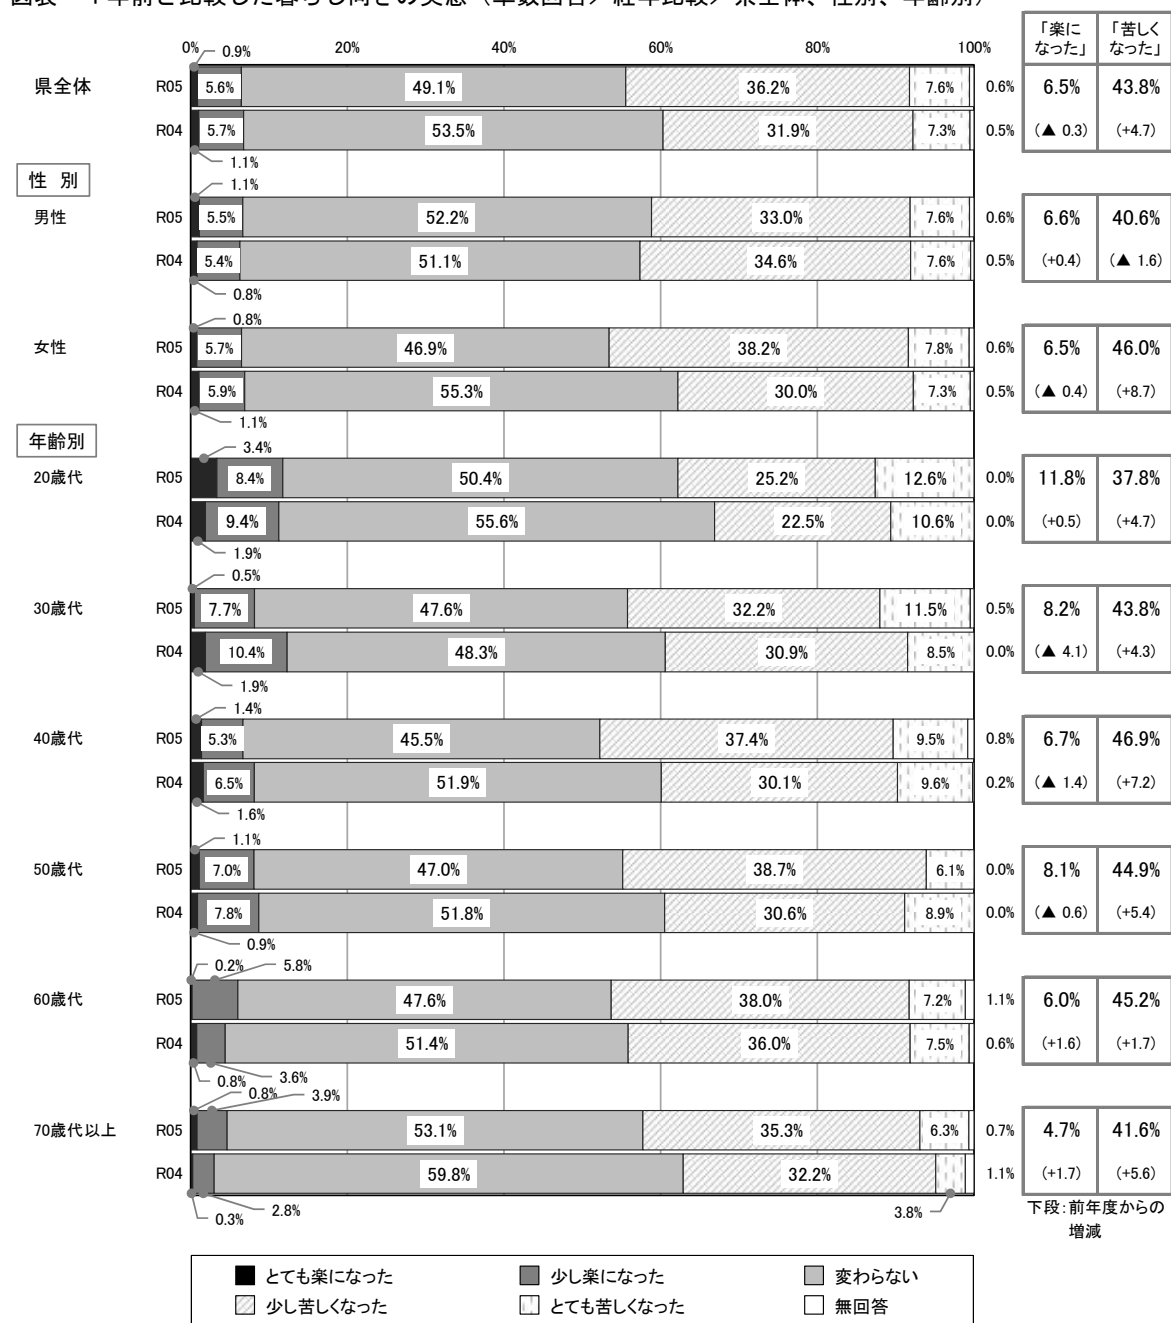 図表　1年前と比較した暮らし向きの実感（単数回答/経年比較/県全体、性別、年齢別）
「楽になった」 「苦しくなった」
0% 20% 40% 60% 80% 100%
0.9%
県全体 R05 5.6% 49.1% 36.2% 7.6% 0.6% 6.5% 43.8%
R04 5.7% 53.5% 31.9% 7.3% 0.5% (▲ 0.3) (+4.7)
1.1%
性 別
1.1%
男性 R05 5.5% 52.2% 33.0% 7.6% 0.6% 6.6% 40.6%
R04 5.4% 51.1% 34.6% 7.6% 0.5% (+0.4) (▲ 1.6)
0.8%
0.8%
女性 R05 5.7% 46.9% 38.2% 7.8% 0.6% 6.5% 46.0%
R04 5.9% 55.3% 30.0% 7.3% 0.5% (▲ 0.4) (+8.7)
1.1%
年齢別
3.4%
20歳代 R05 8.4% 50.4% 25.2% 12.6% 0.0% 11.8% 37.8%
R04 9.4% 55.6% 22.5% 10.6% 0.0% (+0.5) (+4.7)
1.9%
0.5%
30歳代 R05 7.7% 47.6% 32.2% 11.5% 0.5% 8.2% 43.8%
R04 10.4% 48.3% 30.9% 8.5% 0.0% (▲ 4.1) (+4.3)
1.9%
1.4%
40歳代 R05 5.3% 45.5% 37.4% 9.5% 0.8% 6.7% 46.9%
R04 6.5% 51.9% 30.1% 9.6% 0.2% (▲ 1.4) (+7.2)
1.6%
1.1%
50歳代 R05 7.0% 47.0% 38.7% 6.1% 0.0% 8.1% 44.9%
R04 7.8% 51.8% 30.6% 8.9% 0.0% (▲ 0.6) (+5.4)
0.9%
0.2% 5.8%
60歳代 R05 47.6% 38.0% 7.2% 1.1% 6.0% 45.2%
R04 51.4% 36.0% 7.5% 0.6% (+1.6) (+1.7)
0.8% 3.6%
0.8% 3.9%
70歳代以上 R05 53.1% 35.3% 6.3% 0.7% 4.7% 41.6%
R04 59.8% 32.2% 1.1% (+1.7) (+5.6)
0.3% 2.8% 3.8%
下段：前年度からの
増減
とても楽になった 少し楽になった 変わらない
少し苦しくなった とても苦しくなった 無回答